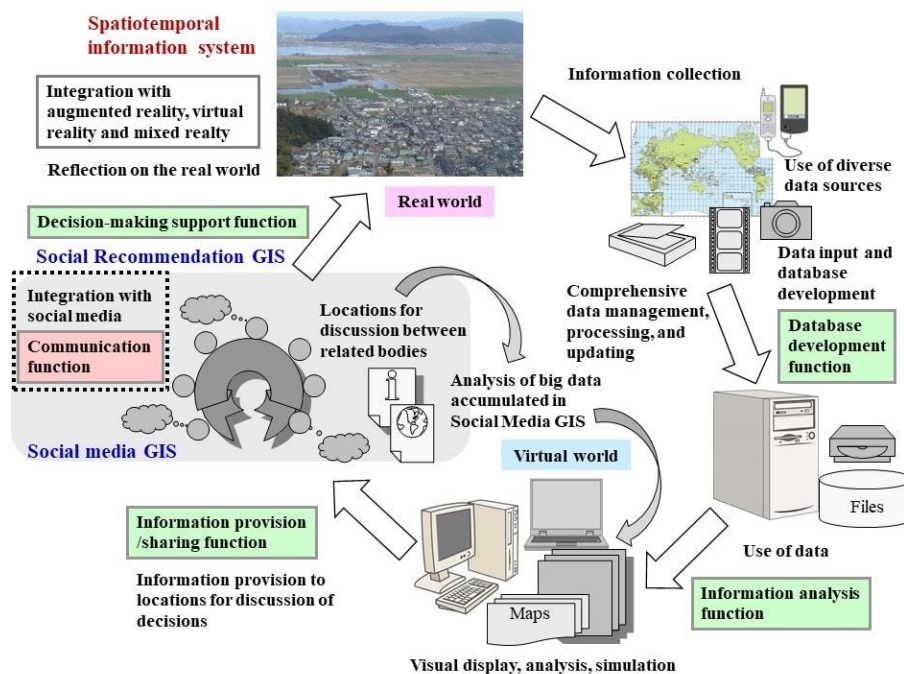 Spatiotemporal
information system
Integration with
augmented reality, virtual
reality and mixed realty
Reflection on the real world
Real world
Information collection
Use of diverse
data sources
Data input and
database
development
Comprehensive
data management,
processing, and
updating
Database
development
function
Decision-making support function
Social Recommendation GIS
Integration with
social media
Communication
function
Locations for
discussion between
related bodies
Social media GIS
Analysis of big data
accumulated in
Social Media GIS
Virtual world
Files
Use of data
Information analysis
function
Information provision
/sharing function
Information provision to
locations for discussion of
decisions
Maps
Visual display, analysis, simulation